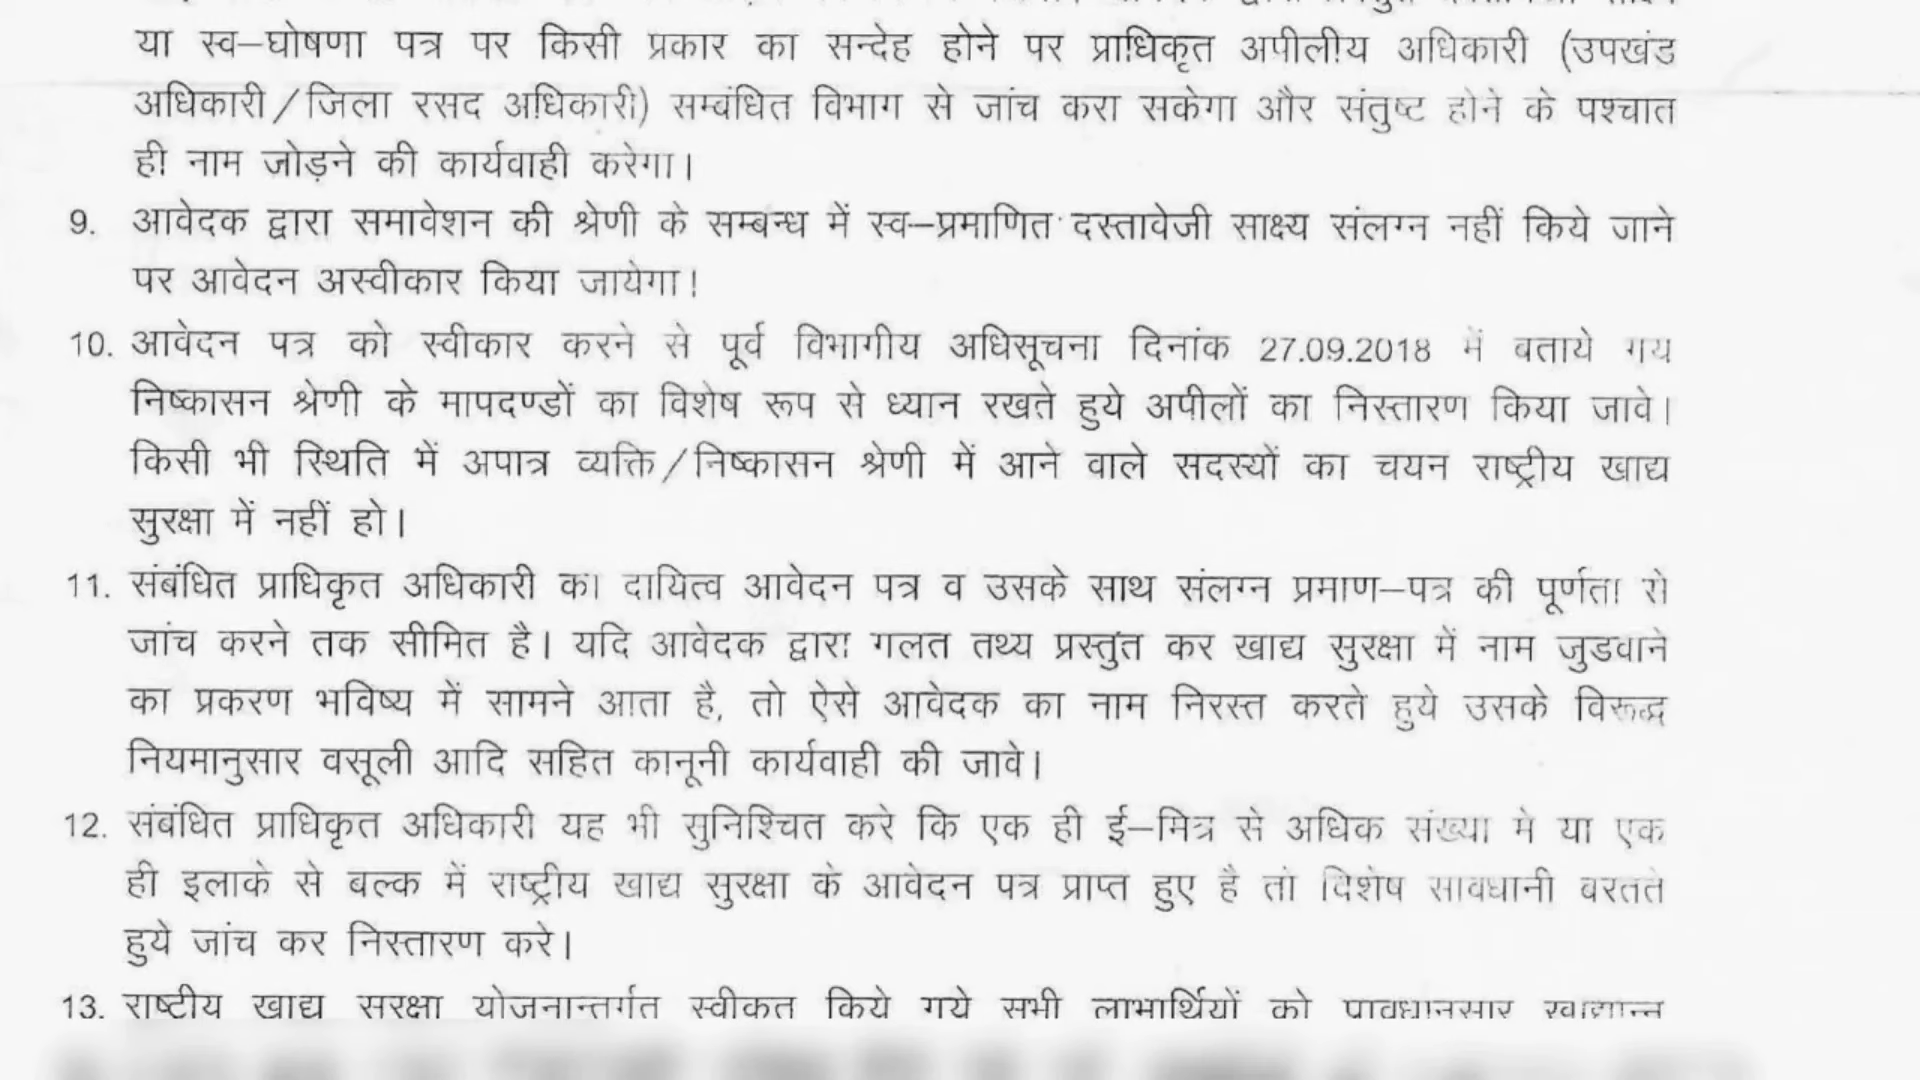 या स्व–घोषणा पत्र पर किसी प्रकार का सन्देह होने पर प्राधिकृत अपीलीय अधिकारी (उपखंड
अधिकारी/जिला रसद अधिकारी) सम्बंधित विभाग से जांच करा सकेगा और संतुष्ट होने के पश्चात
ही नाम जोड़ने की कार्यवाही करेगा।
9. आवेदक द्वारा समावेशन की श्रेणी के सम्बन्ध में स्व–प्रमाणित दस्तावेजी साक्ष्य संलग्न नहीं किये जाने
पर आवेदन अस्वीकार किया जायेगा।
10. आवेदन पत्र को स्वीकार करने से पूर्व विभागीय अधिसूचना दिनांक 27.09.2018 में बताये गय
निष्कासन श्रेणी के मापदण्डों का विशेष रूप से ध्यान रखते हुये अपीलों का निस्तारण किया जावे।
किसी भी स्थिति में अपात्र व्यक्ति/निष्कासन श्रेणी में आने वाले सदस्यों का चयन राष्ट्रीय खाद्य
सुरक्षा में नहीं हो।
11. संबंधित प्राधिकृत अधिकारी का दायित्व आवेदन पत्र व उसके साथ संलग्न प्रमाण–पत्र की पूर्णता से
जांच करने तक सीमित है। यदि आवेदक द्वारा गलत तथ्य प्रस्तुत कर खाद्य सुरक्षा में नाम जुडवाने
का प्रकरण भविष्य में सामने आता है, तो ऐसे आवेदक का नाम निरस्त करते हुये उसके विरूद्ध
नियमानुसार वसूली आदि सहित कानूनी कार्यवाही की जावे।
12. संबंधित प्राधिकृत अधिकारी यह भी सुनिश्चित करे कि एक ही ई–मित्र से अधिक संख्या मे या एक
ही इलाके से बल्क में राष्ट्रीय खाद्य सुरक्षा के आवेदन पत्र प्राप्त हुए है तो विशेष सावधानी बरतते
हुये जांच कर निस्तारण करे।
13. राष्ट्रीय खाद्य सुरक्षा योजनान्तर्गत स्वीकृत किये गये सभी लाभार्थियों को प्रावधानुसार खाद्यान्न